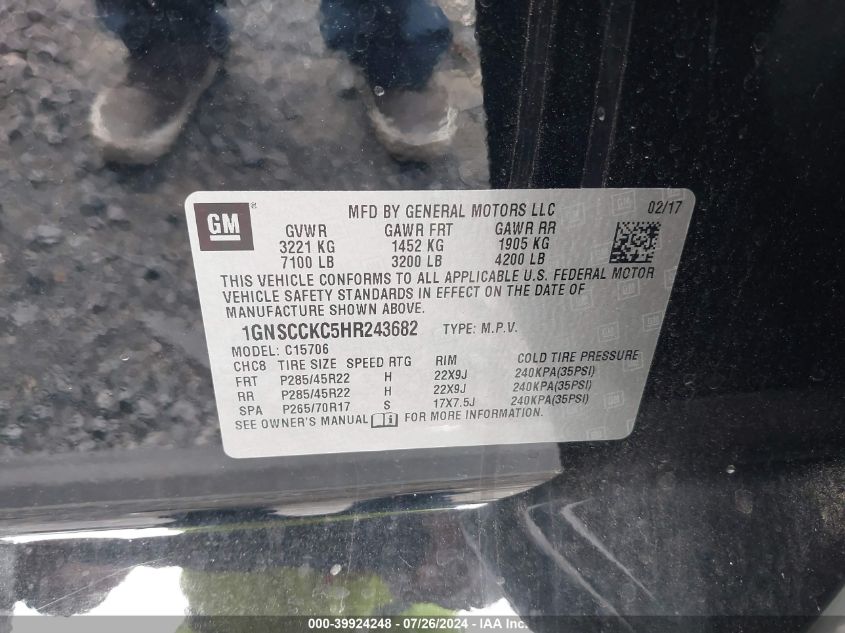 GM ® MFD BY GENERAL MOTORS LLC 02/17
GVWR GAWR FRT GAWR RR
3221 KG 1452 KG 1905 KG
7100 LB 3200 LB 4200 LB
THIS VEHICLE CONFORMS TO ALL APPLICABLE U.S. FEDERAL MOTOR
VEHICLE SAFETY STANDARDS IN EFFECT ON THE DATE OF
MANUFACTURE SHOWN ABOVE.
1GNSCCKC5HR243682 TYPE: M.P.V.
MODEL: C15706
CHC8 TIRE SIZE SPEED RTG RIM COLD TIRE PRESSURE
FRT P285/45R22 H 22X9J 240KPA(35PSI)
RR P285/45R22 H 22X9J 240KPA(35PSI)
SPA P265/70R17 S 17X7.5J 240KPA(35PSI)
SEE OWNER'S MANUAL FOR MORE INFORMATION.
000-39924248 - 07/26/2024 - IAA Inc.